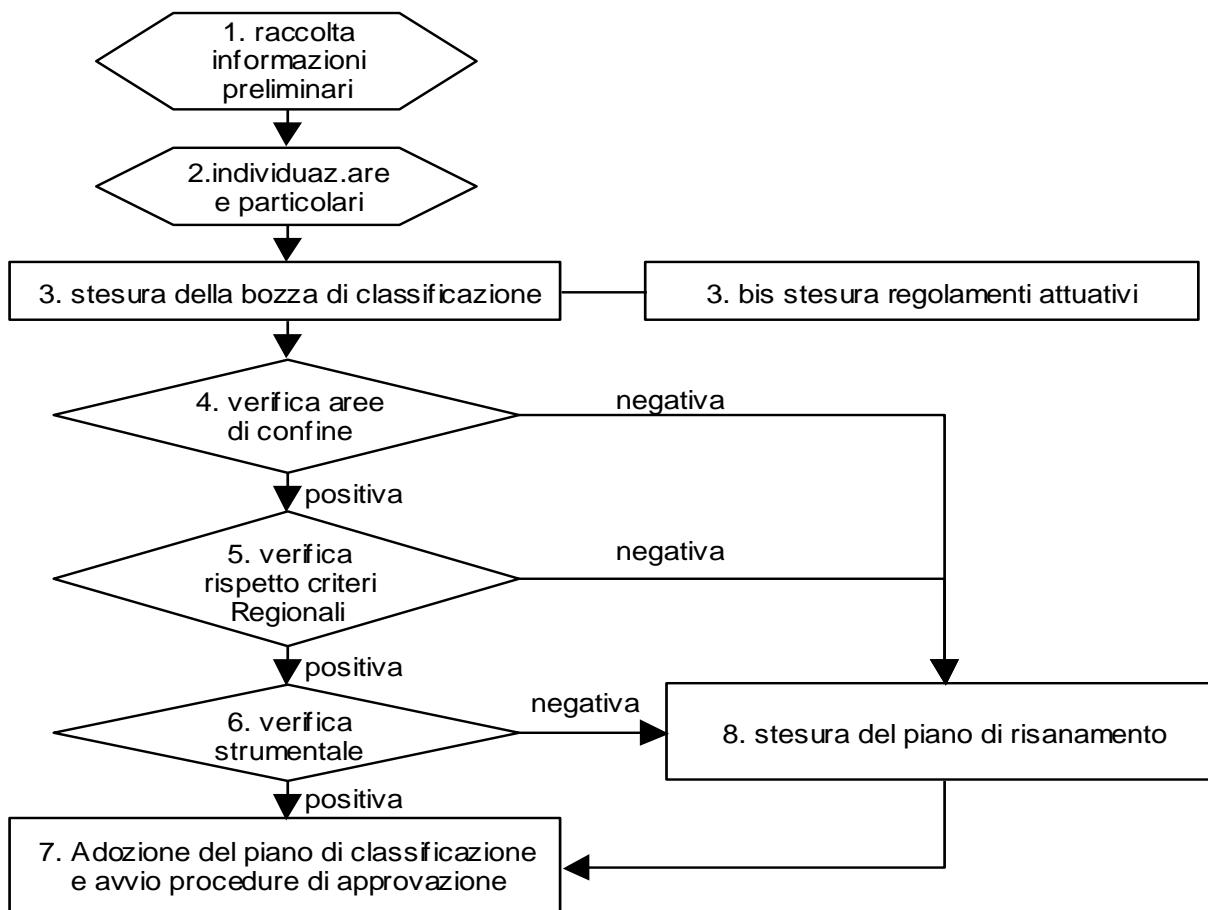 1. raccolta
informazioni
preliminari
2.individuaz.are
e particolari
3. stesura della bozza di classificazione
3. bis stesura regolamenti attuativi
4. verifica aree
di confine
negativa
positiva
5. verifica
rispetto criteri
Regionali
negativa
positiva
6. verifica
strumentale
negativa
8. stesura del piano di risanamento
positiva
7. Adozione del piano di classificazione
e avvio procedure di approvazione